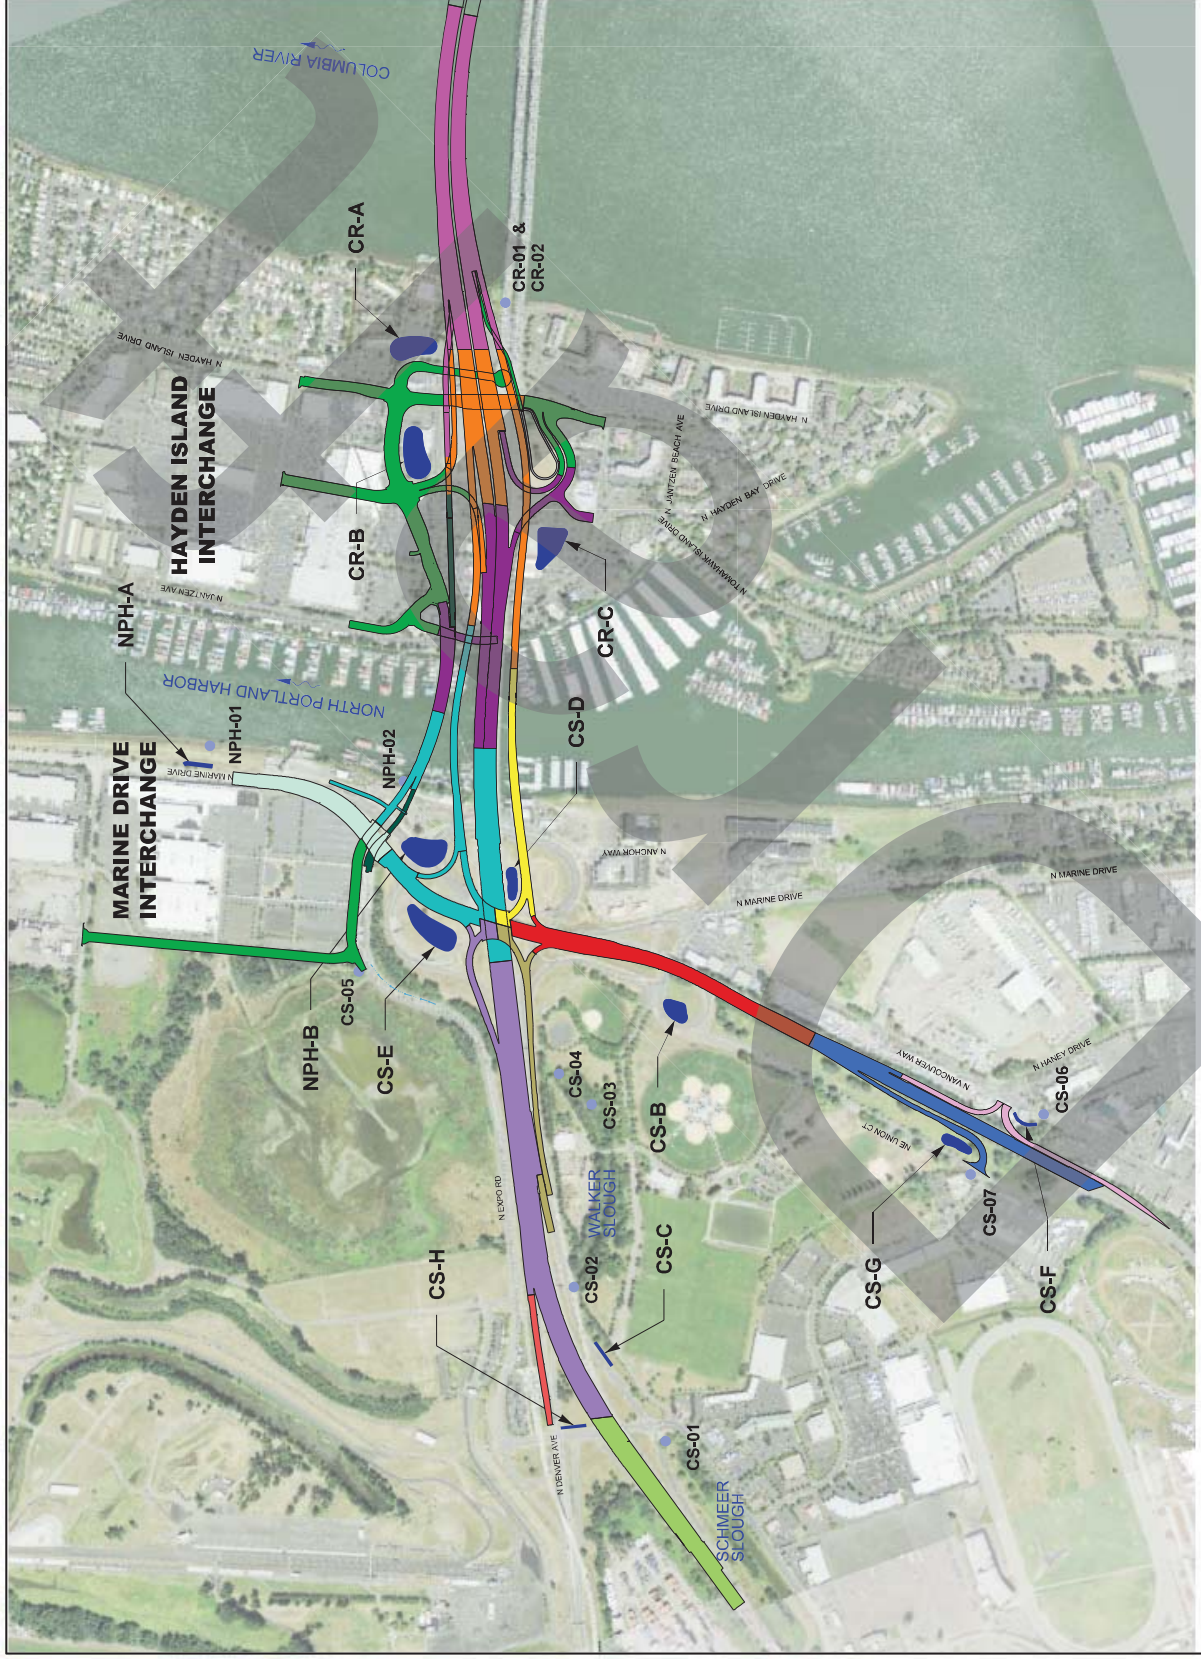 COLUMBIA RIVER
CR-A
CR-01 &
CR-02
N HAYDEN ISLAND DRIVE
HAYDEN ISLAND
INTERCHANGE
CR-B
N HAYDEN ISLAND DRIVE
N JANTZEN BEACH AVE
N HAYDEN BAY DRIVE
N TOMAHAWK ISLAND DRIVE
N JANTZEN AVE
CR-C
NPH-A
NORTH PORTLAND HARBOR
NPH-01
NPH-02
CS-D
MARINE DRIVE
INTERCHANGE
N MARINE DRIVE
N ANCHOR WAY
N MARINE DRIVE
N MARINE DRIVE
NPH-B
CS-05
CS-E
CS-04
CS-03
CS-B
N VANCOUVER WAY
N HANEY DRIVE
CS-06
NE UNION CT
CS-07
CS-G
CS-F
N EXPO RD
WALKER
SLOUGH
CS-H
CS-02
CS-C
N DENVER AVE
CS-01
SCHMEER
SLOUGH
Draft